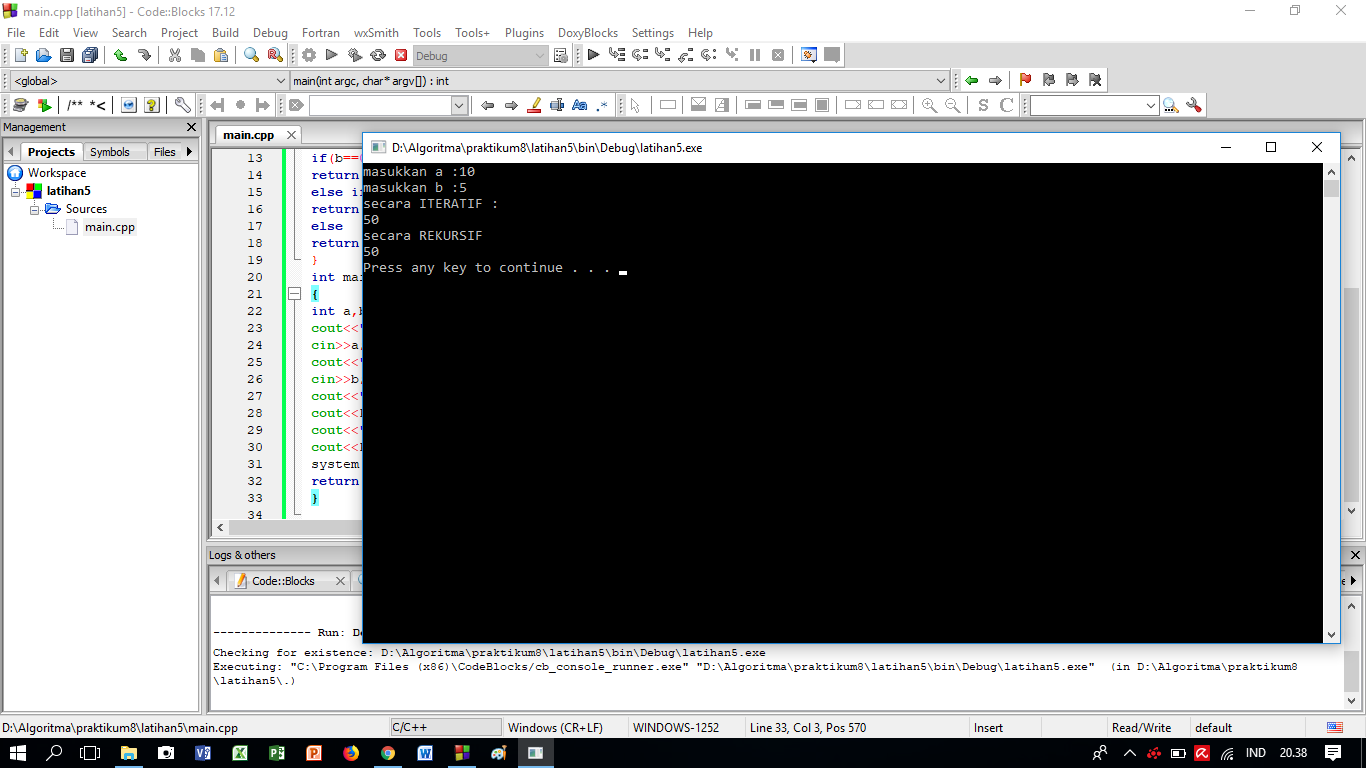 main.cpp [latihan5] - Code::Blocks 17.12
File Edit View Search Project Build Debug Fortran wxSmith Tools Tools+ Plugins DoxyBlocks Settings Help
Debug
<global> main(int argc, char* argv[]) : int
/** *<
Management
Projects Symbols Files
Workspace
latihan5
Sources
main.cpp
main.cpp
13 if(b==
14 return
15 else i
16 return
17 else
18 return
19 }
20 int mai
21 {
22 int a,
23 cout<<"
24 cin>>a
25 cout<<"
26 cin>>b
27 cout<<"
28 cout<<
29 cout<<"
30 cout<<
31 system
32 return
33 }
34
D:\Algoritma\praktikum8\latihan5\bin\Debug\latihan5.exe
masukkan a :10
masukkan b :5
secara ITERATIF :
50
secara REKURSIF
50
Press any key to continue . . .
Logs & others
Code::Blocks
-------------- Run: De
Checking for existence: D:\Algoritma\praktikum8\latihan5\bin\Debug\latihan5.exe
Executing: "C:\Program Files (x86)\CodeBlocks/cb_console_runner.exe" "D:\Algoritma\praktikum8\latihan5\bin\Debug\latihan5.exe" (in D:\Algoritma\praktikum8
\latihan5\.)
D:\Algoritma\praktikum8\latihan5\main.cpp C/C++ Windows (CR+LF) WINDOWS-1252 Line 33, Col 3, Pos 570 Insert Read/Write default
IND 20.38